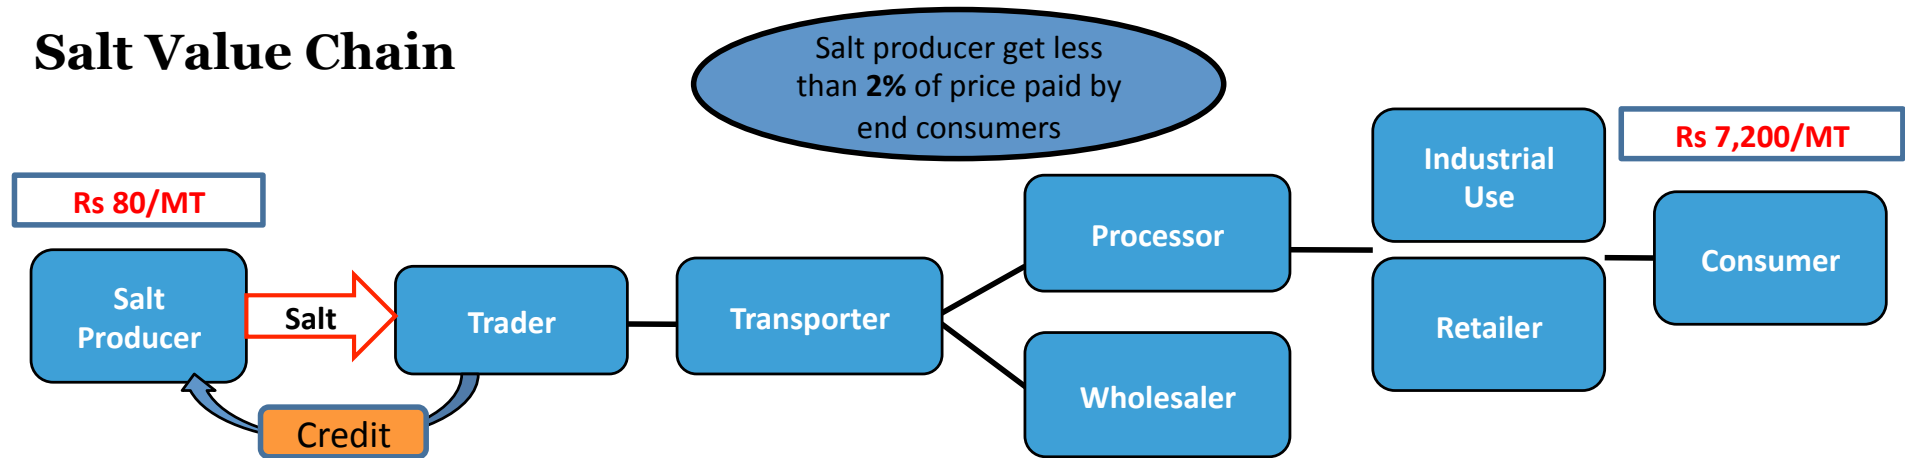 Salt Value Chain
Salt producer get less
than 2% of price paid by
end consumers
Rs 80/MT
Rs 7,200/MT
Salt
Producer
Salt
Trader
Transporter
Processor
Wholesaler
Industrial
Use
Retailer
Consumer
Credit